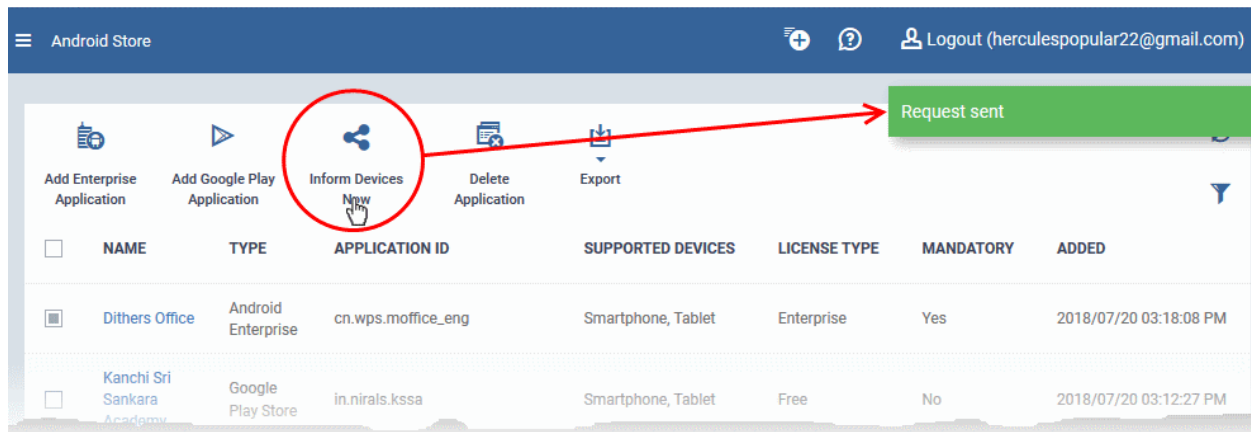 Android Store
Logout (herculespopular22@gmail.com)
Request sent
Add Enterprise Application
Add Google Play Application
Inform Devices Now
Delete Application
Export
NAME TYPE APPLICATION ID SUPPORTED DEVICES LICENSE TYPE MANDATORY ADDED
Dithers Office Android Enterprise cn.wps.moffice_eng Smartphone, Tablet Enterprise Yes 2018/07/20 03:18:08 PM
Kanchi Sri Sankara Academy Google Play Store in.nirals.kssa Smartphone, Tablet Free No 2018/07/20 03:12:27 PM